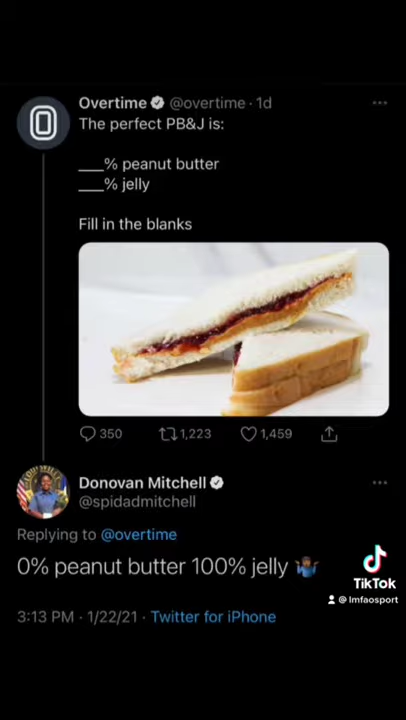 Overtime @overtime · 1d
The perfect PB&J is:
___% peanut butter
___% jelly
Fill in the blanks
350 1,223 1,459
Donovan Mitchell
@spidadmitchell
Replying to @overtime
0% peanut butter 100% jelly 🤷🏾‍♂️
TikTok
@ lmfaosport
3:13 PM · 1/22/21 · Twitter for iPhone